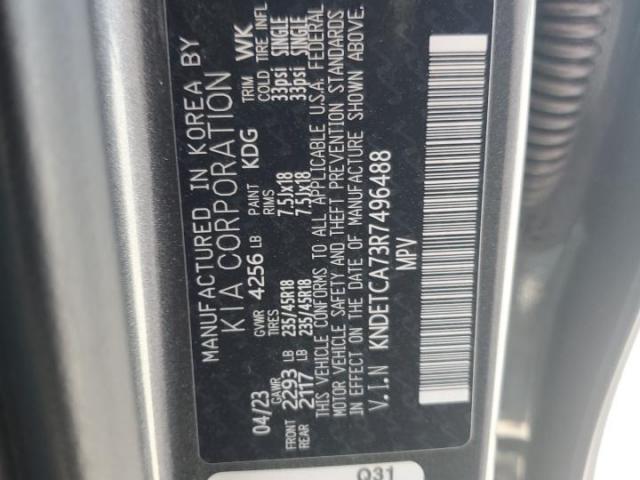 MANUFACTURED IN KOREA BY
KIA CORPORATION
04/23 GVWR 4256 LB PAINT KDG TRIM WK
GAWR TIRES RIMS COLD TIRE INFL
FRONT 2293 LB 235/45R18 7.5Jx18 33psi SINGLE
REAR 2117 LB 235/45R18 7.5Jx18 33psi SINGLE
THIS VEHICLE CONFORMS TO ALL APPLICABLE U.S.A. FEDERAL
MOTOR VEHICLE SAFETY AND THEFT PREVENTION STANDARDS
IN EFFECT ON THE DATE OF MANUFACTURE SHOWN ABOVE.
V.I.N KNDETCA73R7496488
MPV
Q31